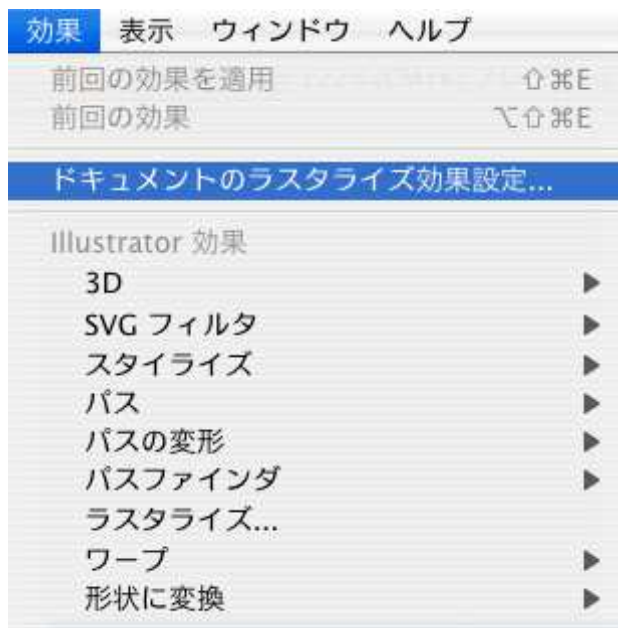 効果 表示 ウィンドウ ヘルプ
前回の効果を適用 ⇧⌘E
前回の効果 ⌥⇧⌘E
ドキュメントのラスタライズ効果設定...
Illustrator 効果
3D
SVG フィルタ
スタイライズ
パス
パスの変形
パスファインダ
ラスタライズ...
ワープ
形状に変換